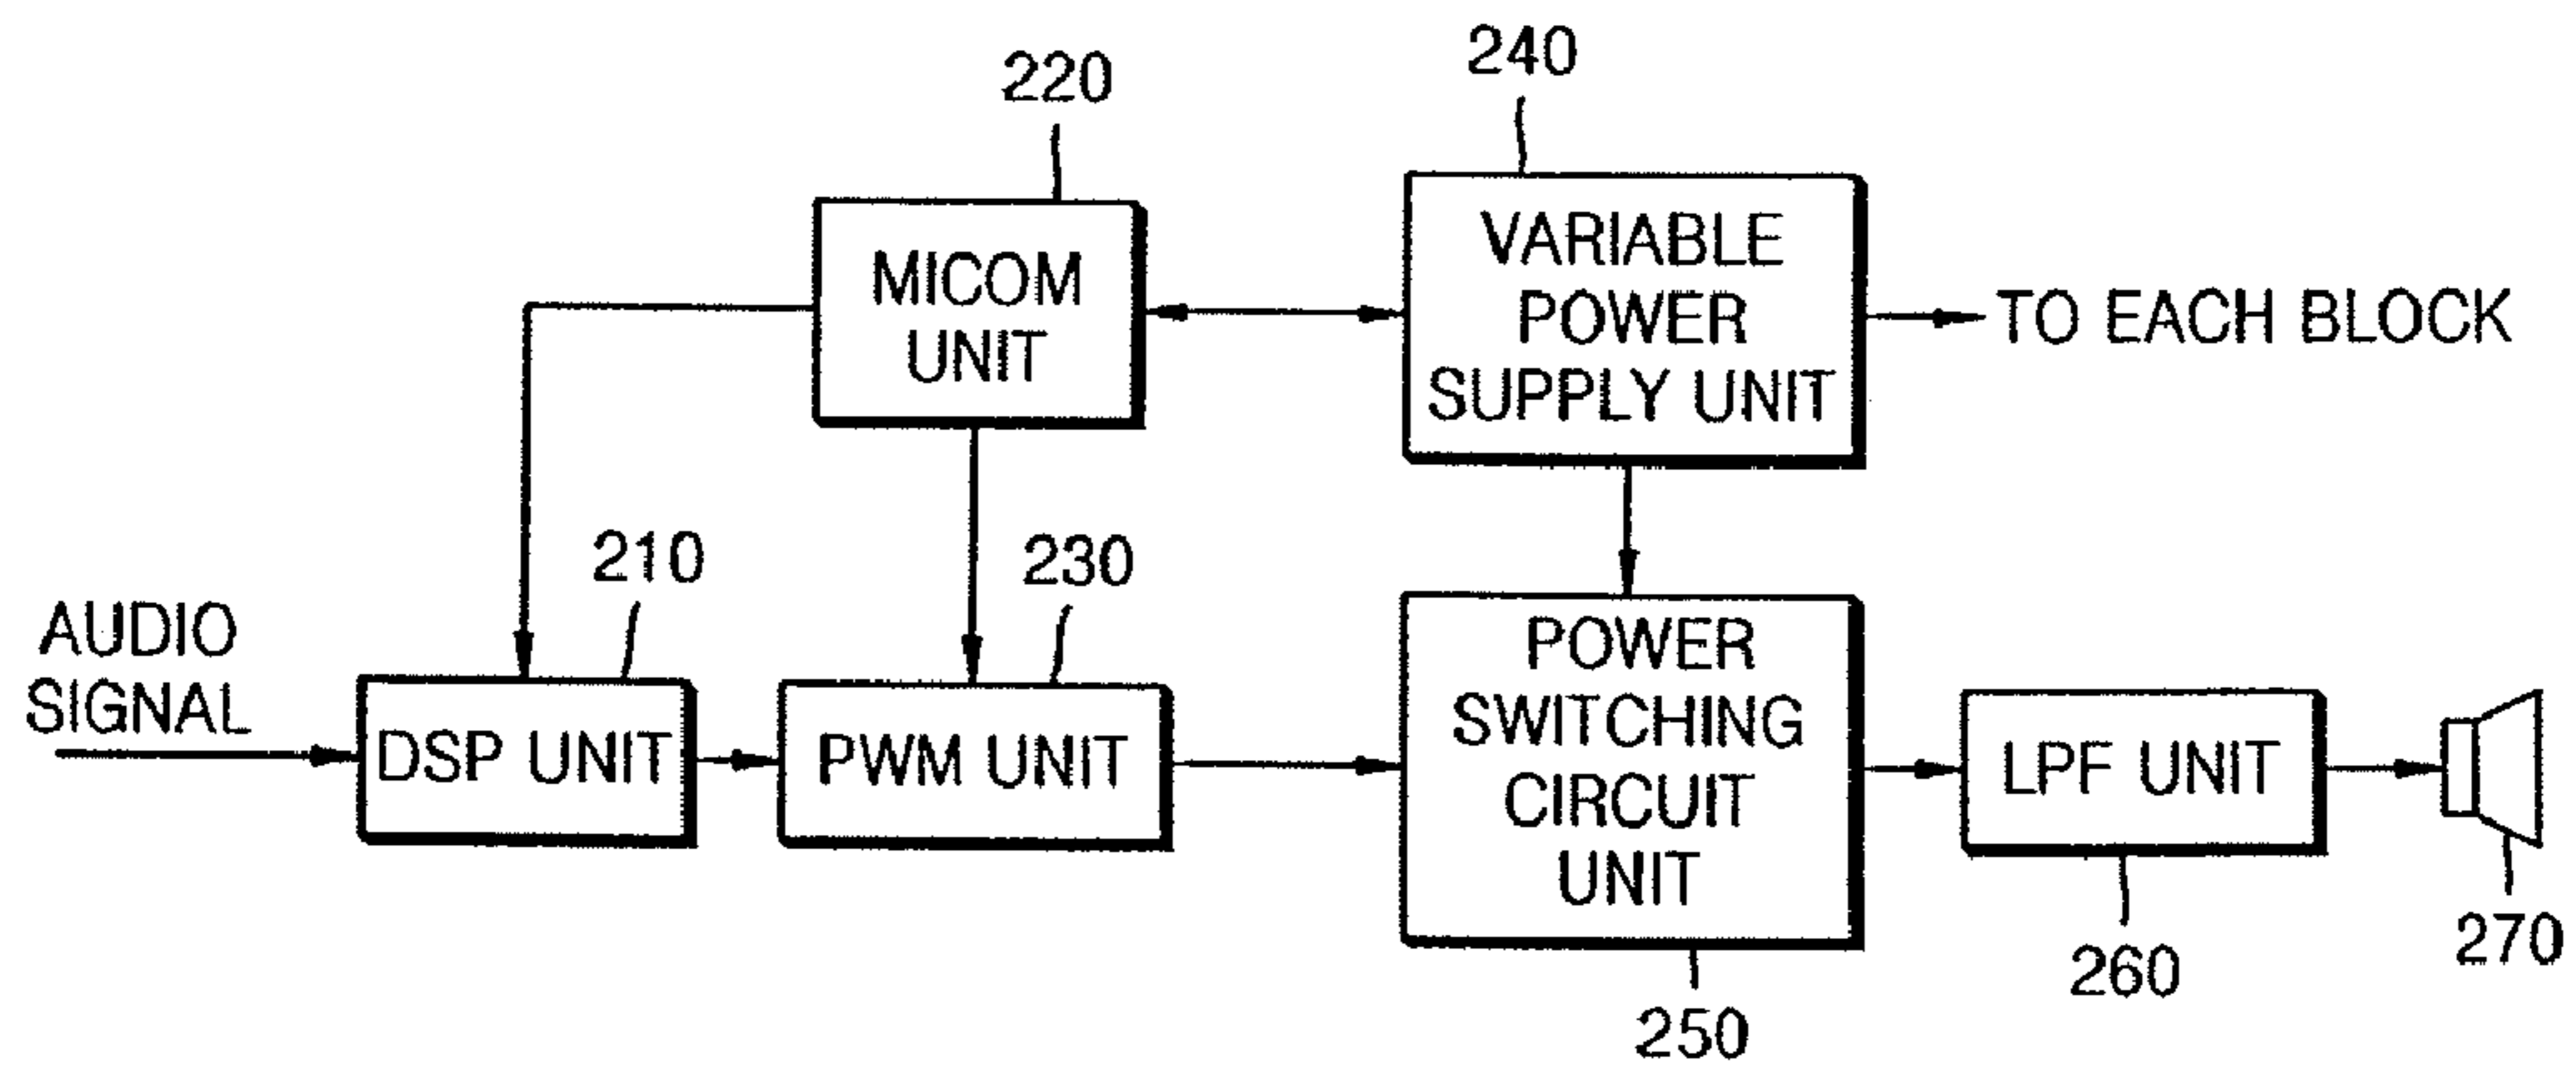 240
220
VARIABLE
POWER
SUPPLY UNIT
MICOM
UNIT
TO EACH BLOCK
210
230
AUDIO
SIGNAL
DSP UNIT
PWM UNIT
POWER
SWITCHING
CIRCUIT
UNIT
LPF UNIT
270
260
250